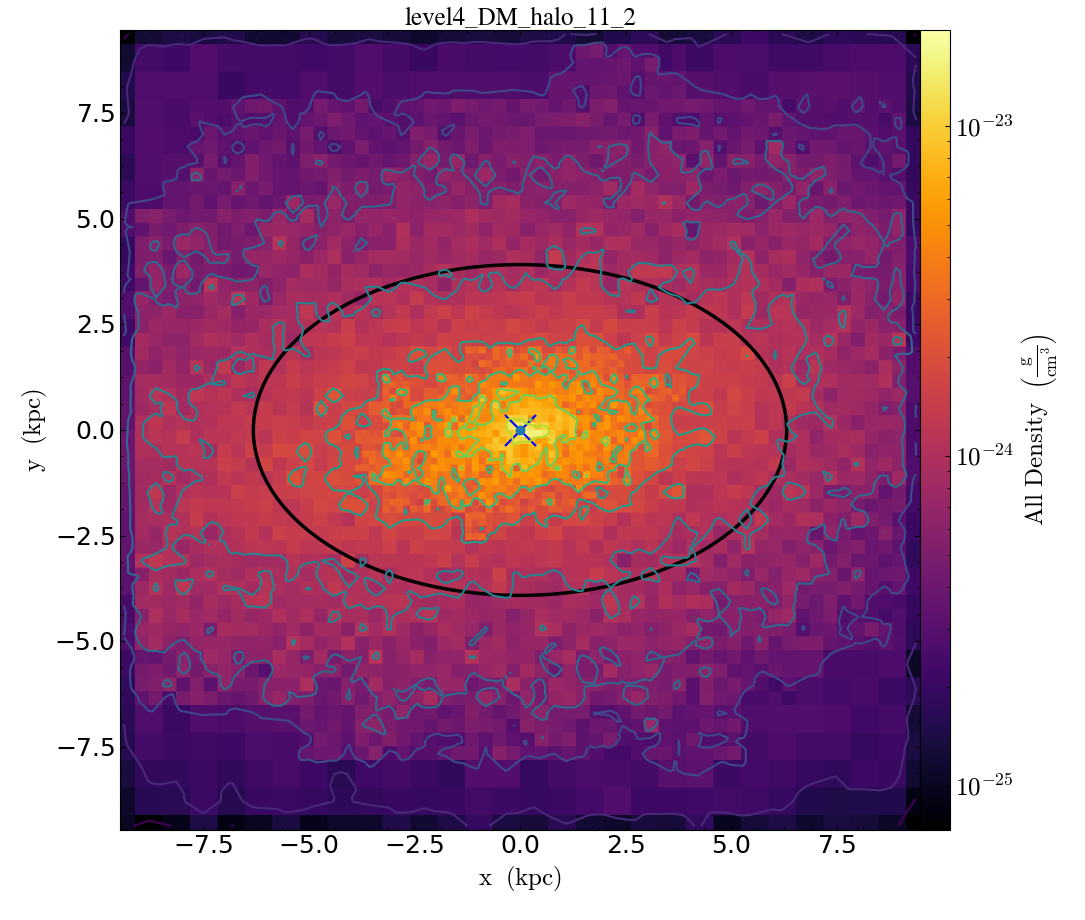 level4_DM_halo_11_2
7.5
5.0
2.5
0.0
−2.5
−5.0
−7.5
y (kpc)
−7.5 −5.0 −2.5 0.0 2.5 5.0 7.5
x (kpc)
10⁻²³
10⁻²⁴
10⁻²⁵
All Density (g/cm³)